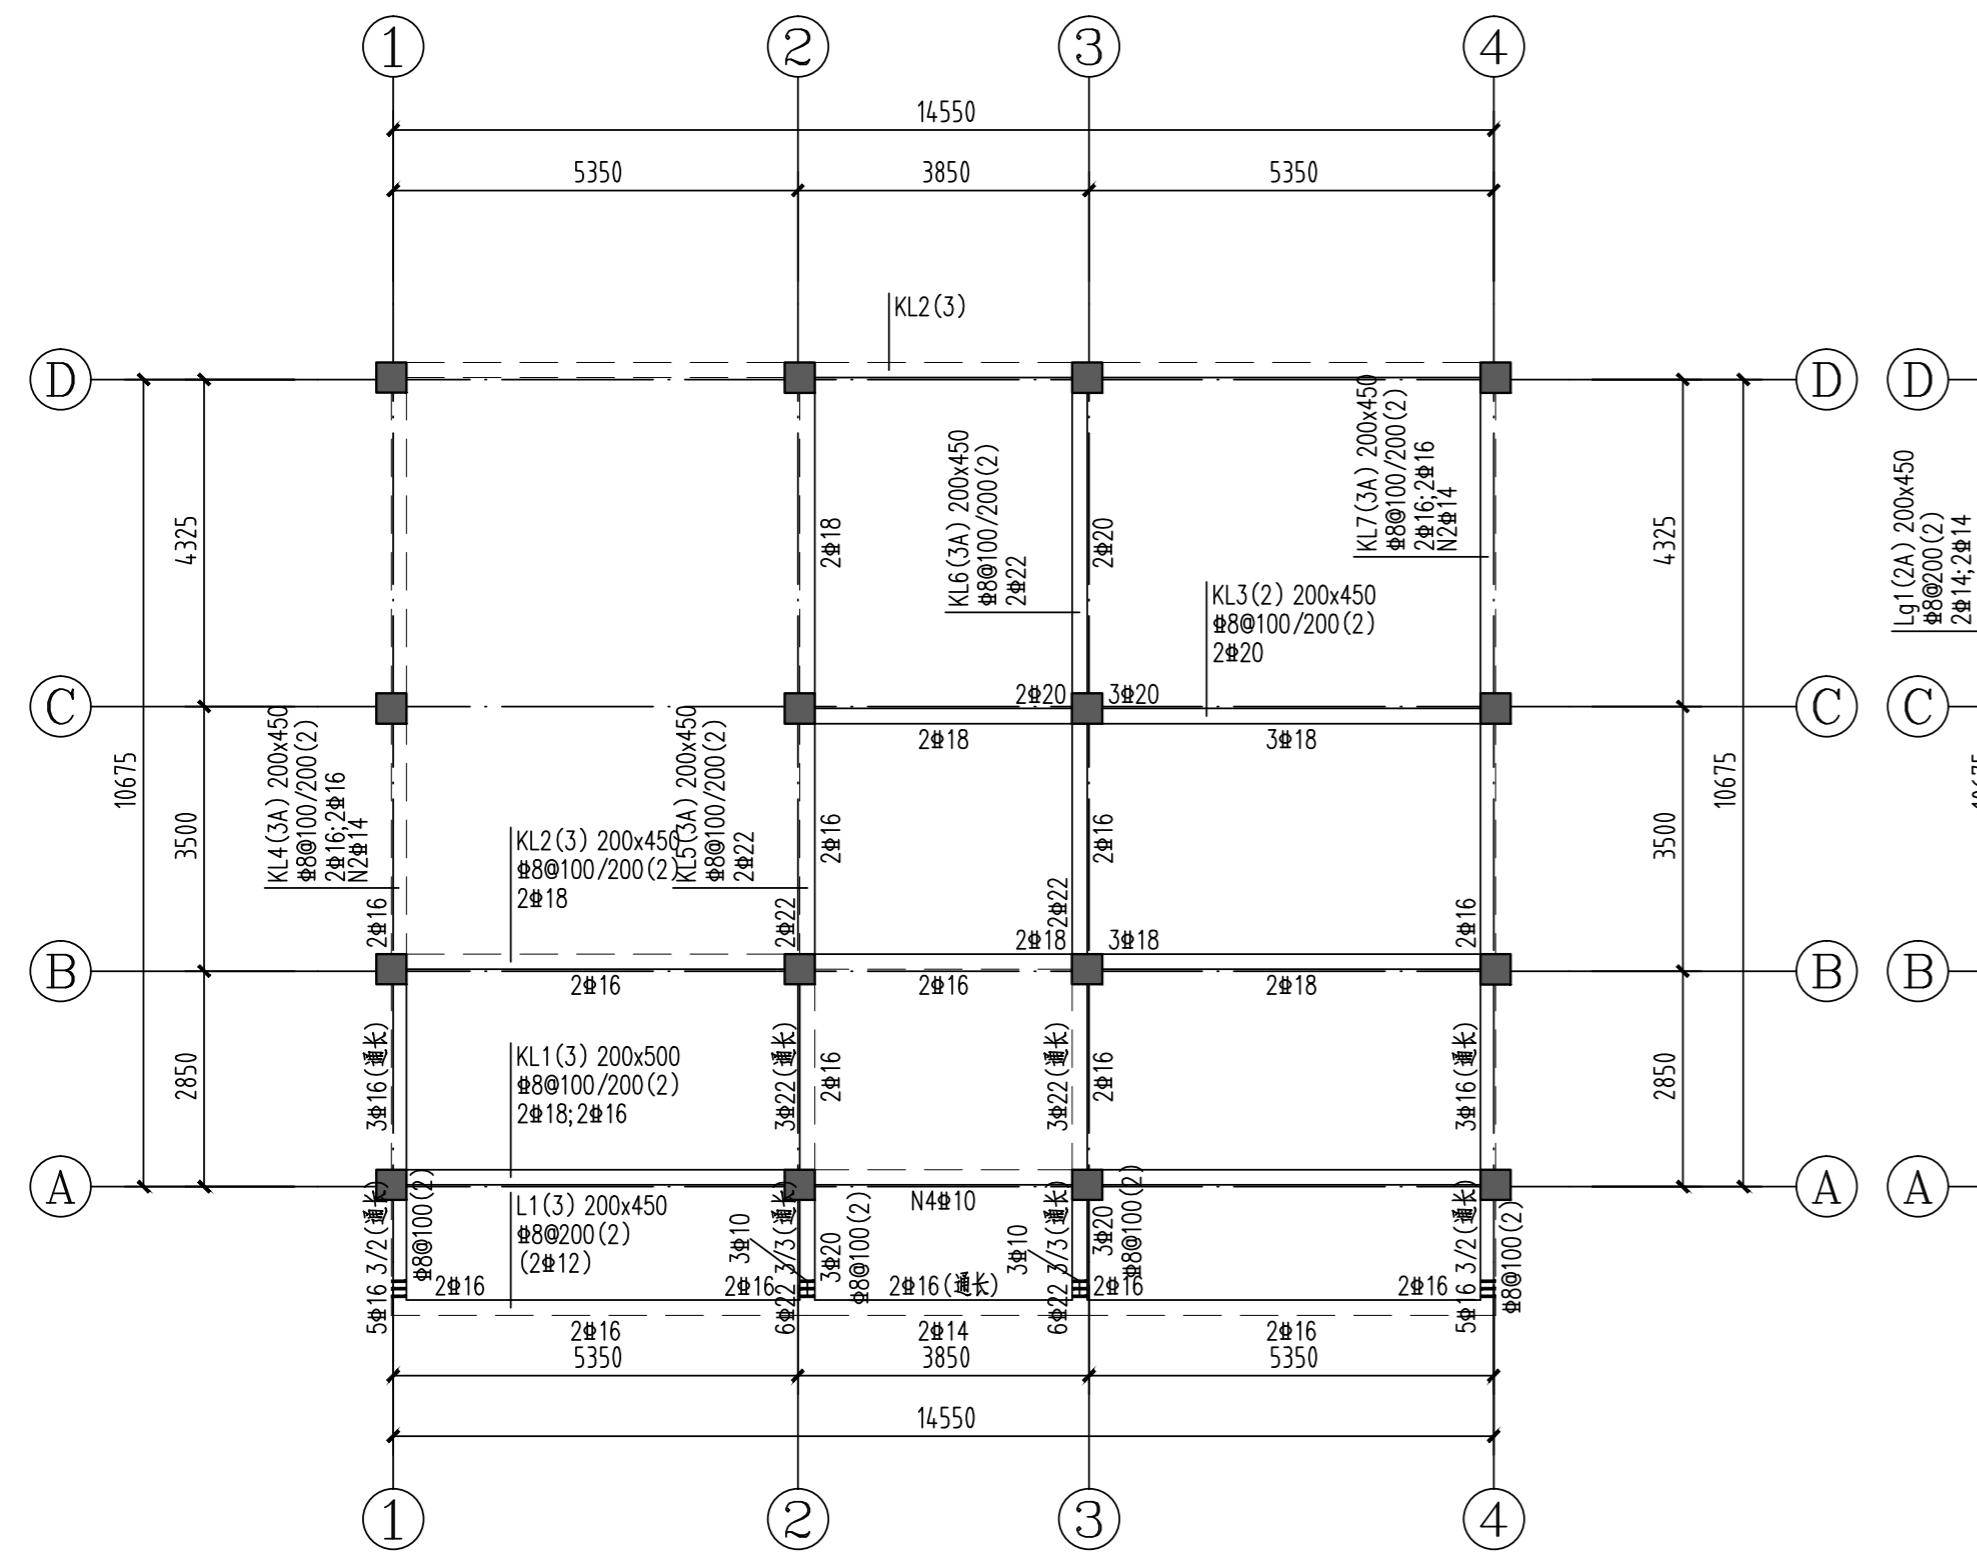 1
2
3
4
14550
5350
3850
5350
KL2(3)
D
D
D
4325
4325
2Φ18
KL6(3A) 200x450
Φ8@100/200(2)
2Φ22
2Φ20
KL7(3A) 200x450
Φ8@100/200(2)
2Φ16;2Φ16
N2Φ14
Lg1(2A) 200x450
Φ8@200(2)
2Φ14;2Φ14
KL3(2) 200x450
Φ8@100/200(2)
2Φ20
C
2Φ20
3Φ20
C
C
2Φ18
3Φ18
10675
3500
KL4(3A) 200x450
Φ8@100/200(2)
2Φ16;2Φ16
N2Φ14
KL2(3) 200x450
Φ8@100/200(2)
2Φ18
KL5(3A) 200x450
Φ8@100/200(2)
2Φ22
2Φ16
2Φ16
3500
10675
2Φ16
2Φ22
2Φ22
2Φ16
2Φ18
3Φ18
B
B
B
2Φ16
2Φ16
2Φ18
2850
3Φ16(通长)
KL1(3) 200x500
Φ8@100/200(2)
2Φ18;2Φ16
3Φ22(通长)
2Φ16
3Φ22(通长)
2Φ16
3Φ16(通长)
2850
A
A
A
N4Φ10
5Φ16 3/2(通长)
Φ8@100(2)
L1(3) 200x450
Φ8@200(2)
(2Φ12)
3Φ10
6Φ22 3/3(通长)
3Φ20
Φ8@100(2)
3Φ10
6Φ22 3/3(通长)
3Φ20
Φ8@100(2)
5Φ16 3/2(通长)
Φ8@100(2)
2Φ16
2Φ16
2Φ16(通长)
2Φ16
2Φ16
2Φ16
2Φ14
2Φ16
5350
3850
5350
14550
1
2
3
4